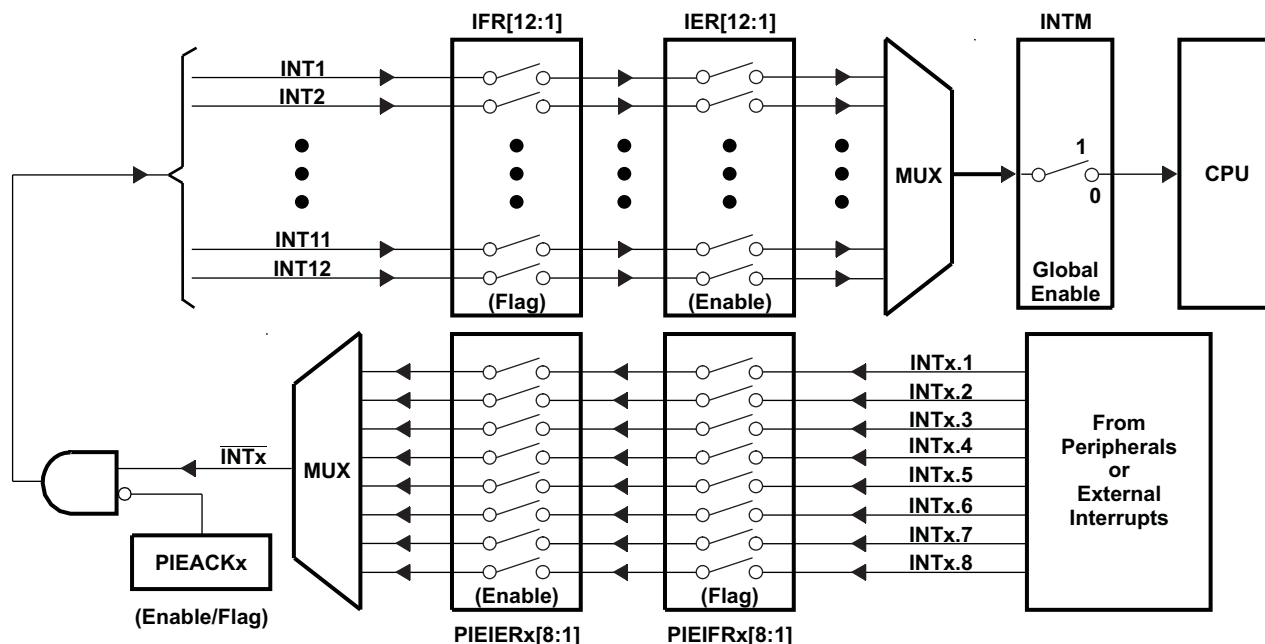 IFR[12:1]
IER[12:1]
INTM
INT1
INT2
1
MUX
CPU
0
INT11
INT12
Global
Enable
(Flag)
(Enable)
INTx.1
INTx.2
INTx.3
INTx.4
INTx.5
INTx.6
INTx.7
INTx.8
From
Peripherals
or
External
Interrupts
INTx
MUX
PIEACKx
(Enable/Flag)
(Enable)
(Flag)
PIEIERx[8:1]
PIEIFRx[8:1]